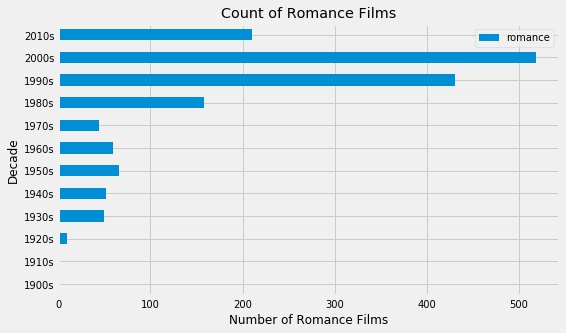 Count of Romance Films
romance
2010s
2000s
1990s
1980s
1970s
1960s
1950s
1940s
1930s
1920s
1910s
1900s
Decade
0 100 200 300 400 500
Number of Romance Films